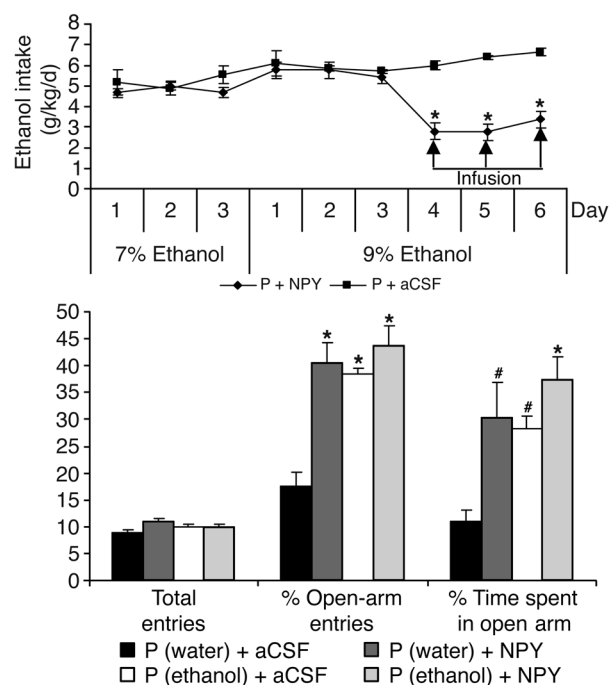 Ethanol intake
(g/kg/d)
8
7
6
5
4
3
2
1
0
* * *
Infusion
1 2 3 1 2 3 4 5 6 Day
7% Ethanol 9% Ethanol
P + NPY P + aCSF
50
45
40
35
30
25
20
15
10
5
0
* * * # # *
Total
entries
% Open-arm
entries
% Time spent
in open arm
P (water) + aCSF P (water) + NPY
P (ethanol) + aCSF P (ethanol) + NPY